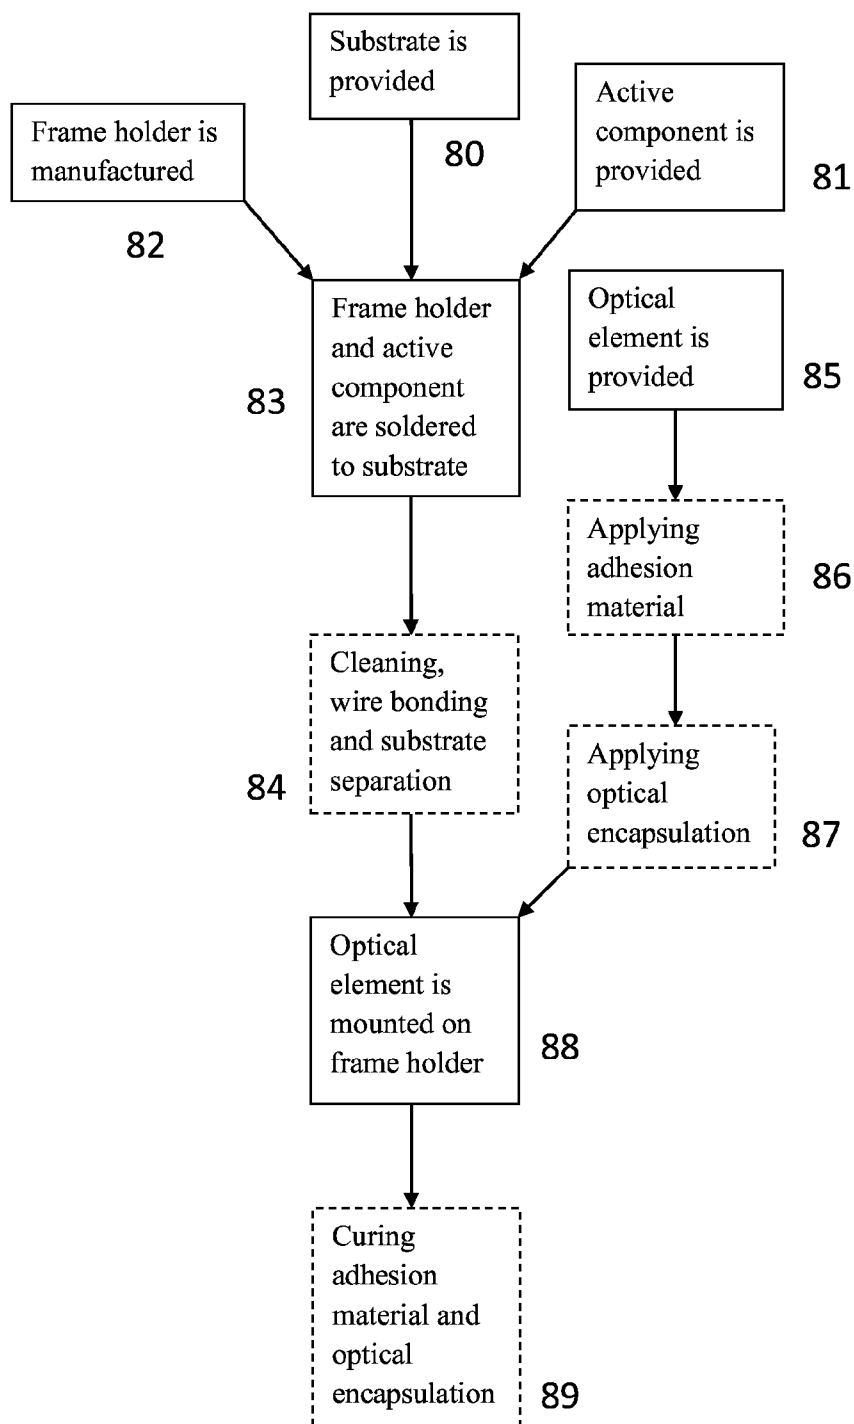 Substrate is
provided
80
Active
component is
provided
81
Frame holder is
manufactured
82
Frame holder
and active
component
are soldered
to substrate
83
Optical
element is
provided
85
Applying
adhesion
material
86
Cleaning,
wire bonding
and substrate
separation
84
Applying
optical
encapsulation
87
Optical
element is
mounted on
frame holder
88
Curing
adhesion
material and
optical
encapsulation
89